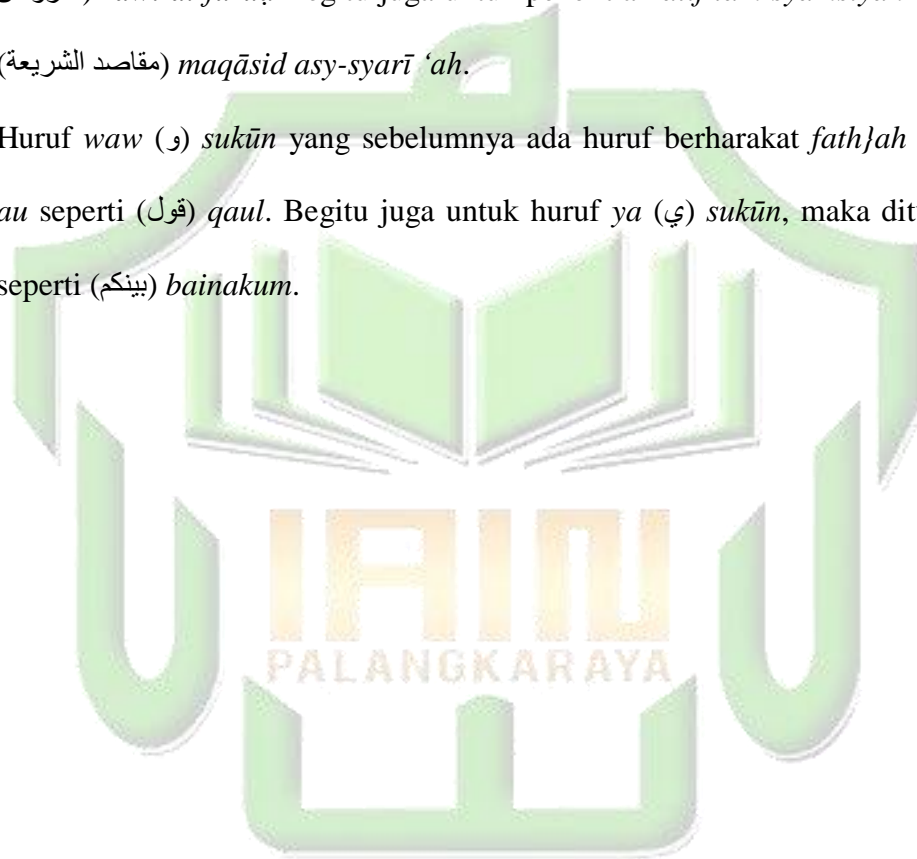 (مقاصد الشريعة) maqāsid asy-syarī ‘ah.
Huruf waw (و) sukūn yang sebelumnya ada huruf berharakat fath}ah
au seperti (قول) qaul. Begitu juga untuk huruf ya (ي) sukūn, maka
seperti (بينكم) bainakum.
IAIN
PALANGKARAYA